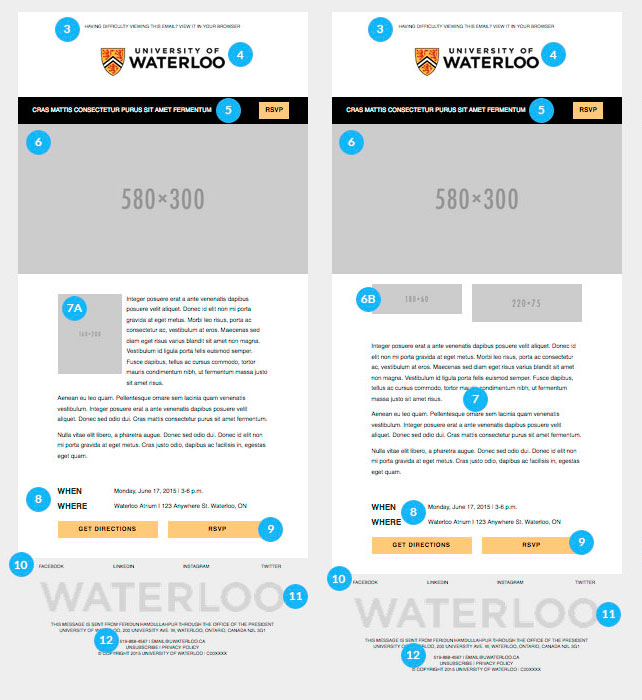 3
HAVING DIFFICULTY VIEWING THIS EMAIL? VIEW IT IN YOUR BROWSER
UNIVERSITY OF
WATERLOO
4
CRAS MATTIS CONSECTETUR PURUS SIT AMET FERMENTUM
5
RSVP
6
580×300
7A
160×200
Integer posuere erat a ante venenatis dapibus
posuere velit aliquet. Donec id elit non mi porta
gravida at eget metus. Morbi leo risus, porta ac
consectetur ac, vestibulum at eros. Maecenas sed
diam eget risus varius blandit sit amet non magna.
Vestibulum id ligula porta felis euismod semper.
Fusce dapibus, tellus ac cursus commodo, tortor
mauris condimentum nibh, ut fermentum massa justo
sit amet risus.
Aenean eu leo quam. Pellentesque ornare sem lacinia quam venenatis
vestibulum. Integer posuere erat a ante venenatis dapibus posuere velit
aliquet. Donec sed odio dui. Cras mattis consectetur purus sit amet fermentum.
Nulla vitae elit libero, a pharetra augue. Donec sed odio dui. Donec id elit non
mi porta gravida at eget metus. Cras justo odio, dapibus ac facilisis in, egestas
eget quam.
8
WHEN
Monday, June 17, 2015 | 3-6 p.m.
WHERE
Waterloo Atrium | 123 Anywhere St. Waterloo, ON
GET DIRECTIONS
RSVP
9
10
FACEBOOK
LINKEDIN
INSTAGRAM
TWITTER
WATERLOO
11
THIS MESSAGE IS SENT FROM FERIDUN HAMDULLAHPUR THROUGH THE OFFICE OF THE PRESIDENT
UNIVERSITY OF WATERLOO, 200 UNIVERSITY AVE. W, WATERLOO, ONTARIO, CANADA N2L 3G1
12
519-888-4567 | EMAIL@UWATERLOO.CA
UNSUBSCRIBE | PRIVACY POLICY
© COPYRIGHT 2015 UNIVERSITY OF WATERLOO | C00XXXX
3
HAVING DIFFICULTY VIEWING THIS EMAIL? VIEW IT IN YOUR BROWSER
UNIVERSITY OF
WATERLOO
4
CRAS MATTIS CONSECTETUR PURUS SIT AMET FERMENTUM
5
RSVP
6
580×300
6B
180×60
220×75
Integer posuere erat a ante venenatis dapibus posuere velit aliquet. Donec id
elit non mi porta gravida at eget metus. Morbi leo risus, porta ac consectetur
ac, vestibulum at eros. Maecenas sed diam eget risus varius blandit sit amet
non magna. Vestibulum id ligula porta felis euismod semper. Fusce dapibus,
tellus ac cursus commodo, tortor mauris condimentum nibh, ut fermentum
massa justo sit amet risus.
7
Aenean eu leo quam. Pellentesque ornare sem lacinia quam venenatis
vestibulum. Integer posuere erat a ante venenatis dapibus posuere velit
aliquet. Donec sed odio dui. Cras mattis consectetur purus sit amet fermentum.
Nulla vitae elit libero, a pharetra augue. Donec sed odio dui. Donec id elit non
mi porta gravida at eget metus. Cras justo odio, dapibus ac facilisis in, egestas
eget quam.
WHEN
8
Monday, June 17, 2015 | 3-6 p.m.
WHERE
Waterloo Atrium | 123 Anywhere St. Waterloo, ON
GET DIRECTIONS
RSVP
9
10
FACEBOOK
LINKEDIN
INSTAGRAM
TWITTER
WATERLOO
11
THIS MESSAGE IS SENT FROM FERIDUN HAMDULLAHPUR THROUGH THE OFFICE OF THE PRESIDENT
UNIVERSITY OF WATERLOO, 200 UNIVERSITY AVE. W, WATERLOO, ONTARIO, CANADA N2L 3G1
12
519-888-4567 | EMAIL@UWATERLOO.CA
UNSUBSCRIBE | PRIVACY POLICY
© COPYRIGHT 2015 UNIVERSITY OF WATERLOO | C00XXXX